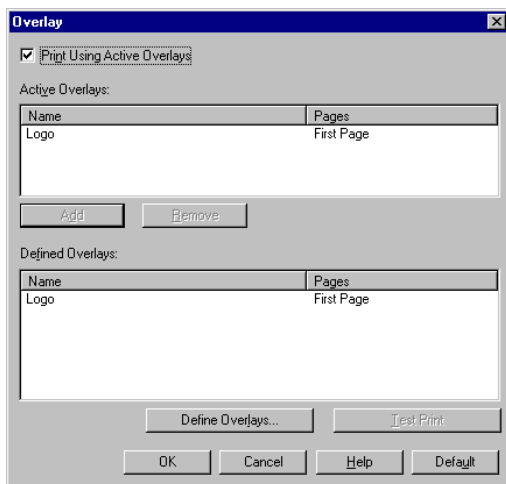 Overlay
Print Using Active Overlays
Active Overlays:
Name Pages
Logo First Page
Add Remove
Defined Overlays:
Name Pages
Logo First Page
Define Overlays... Test Print
OK Cancel Help Default